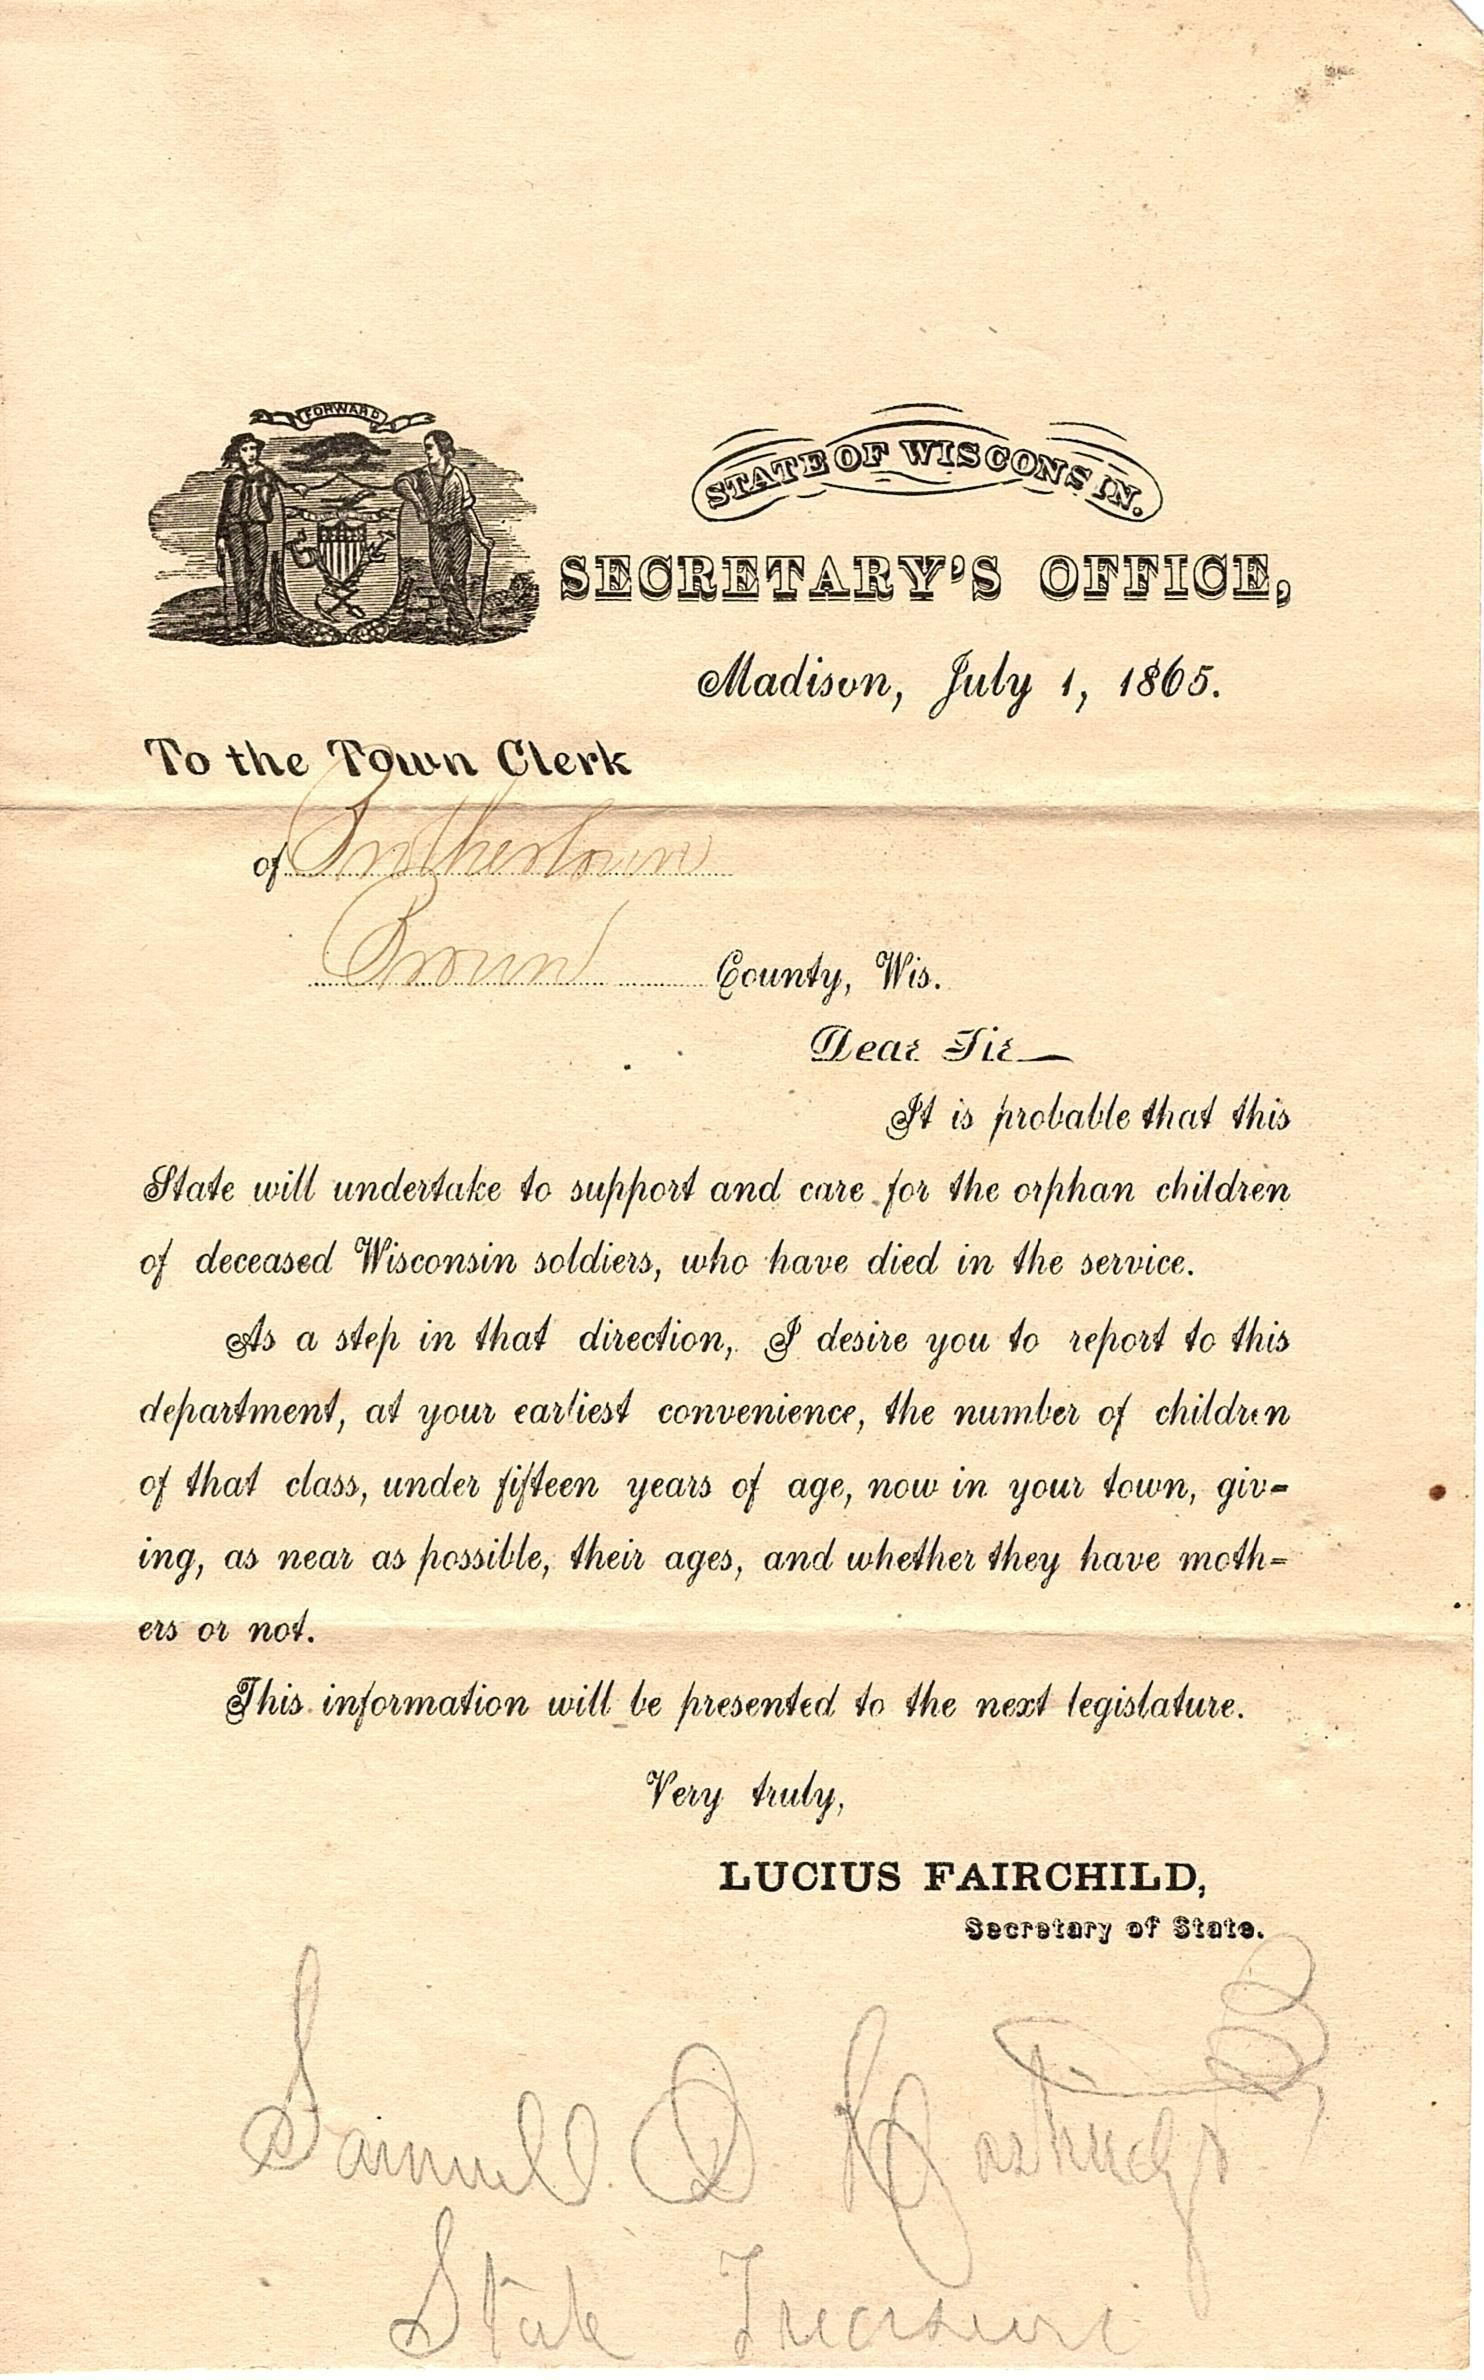 FORWARD
STATE OF WISCONSIN.
SECRETARY'S OFFICE,
Madison, July 1, 1865.
To the Town Clerk
of Brothertown
Brown County, Wis.
Dear Sir—
It is probable that this
State will undertake to support and care for the orphan children
of deceased Wisconsin soldiers, who have died in the service.
As a step in that direction, I desire you to report to this
department, at your earliest convenience, the number of children
of that class, under fifteen years of age, now in your town, giv-
ing, as near as possible, their ages, and whether they have moth-
ers or not.
This information will be presented to the next legislature.
Very truly,
LUCIUS FAIRCHILD,
Secretary of State.
Samuel D Hastings
State Treasure